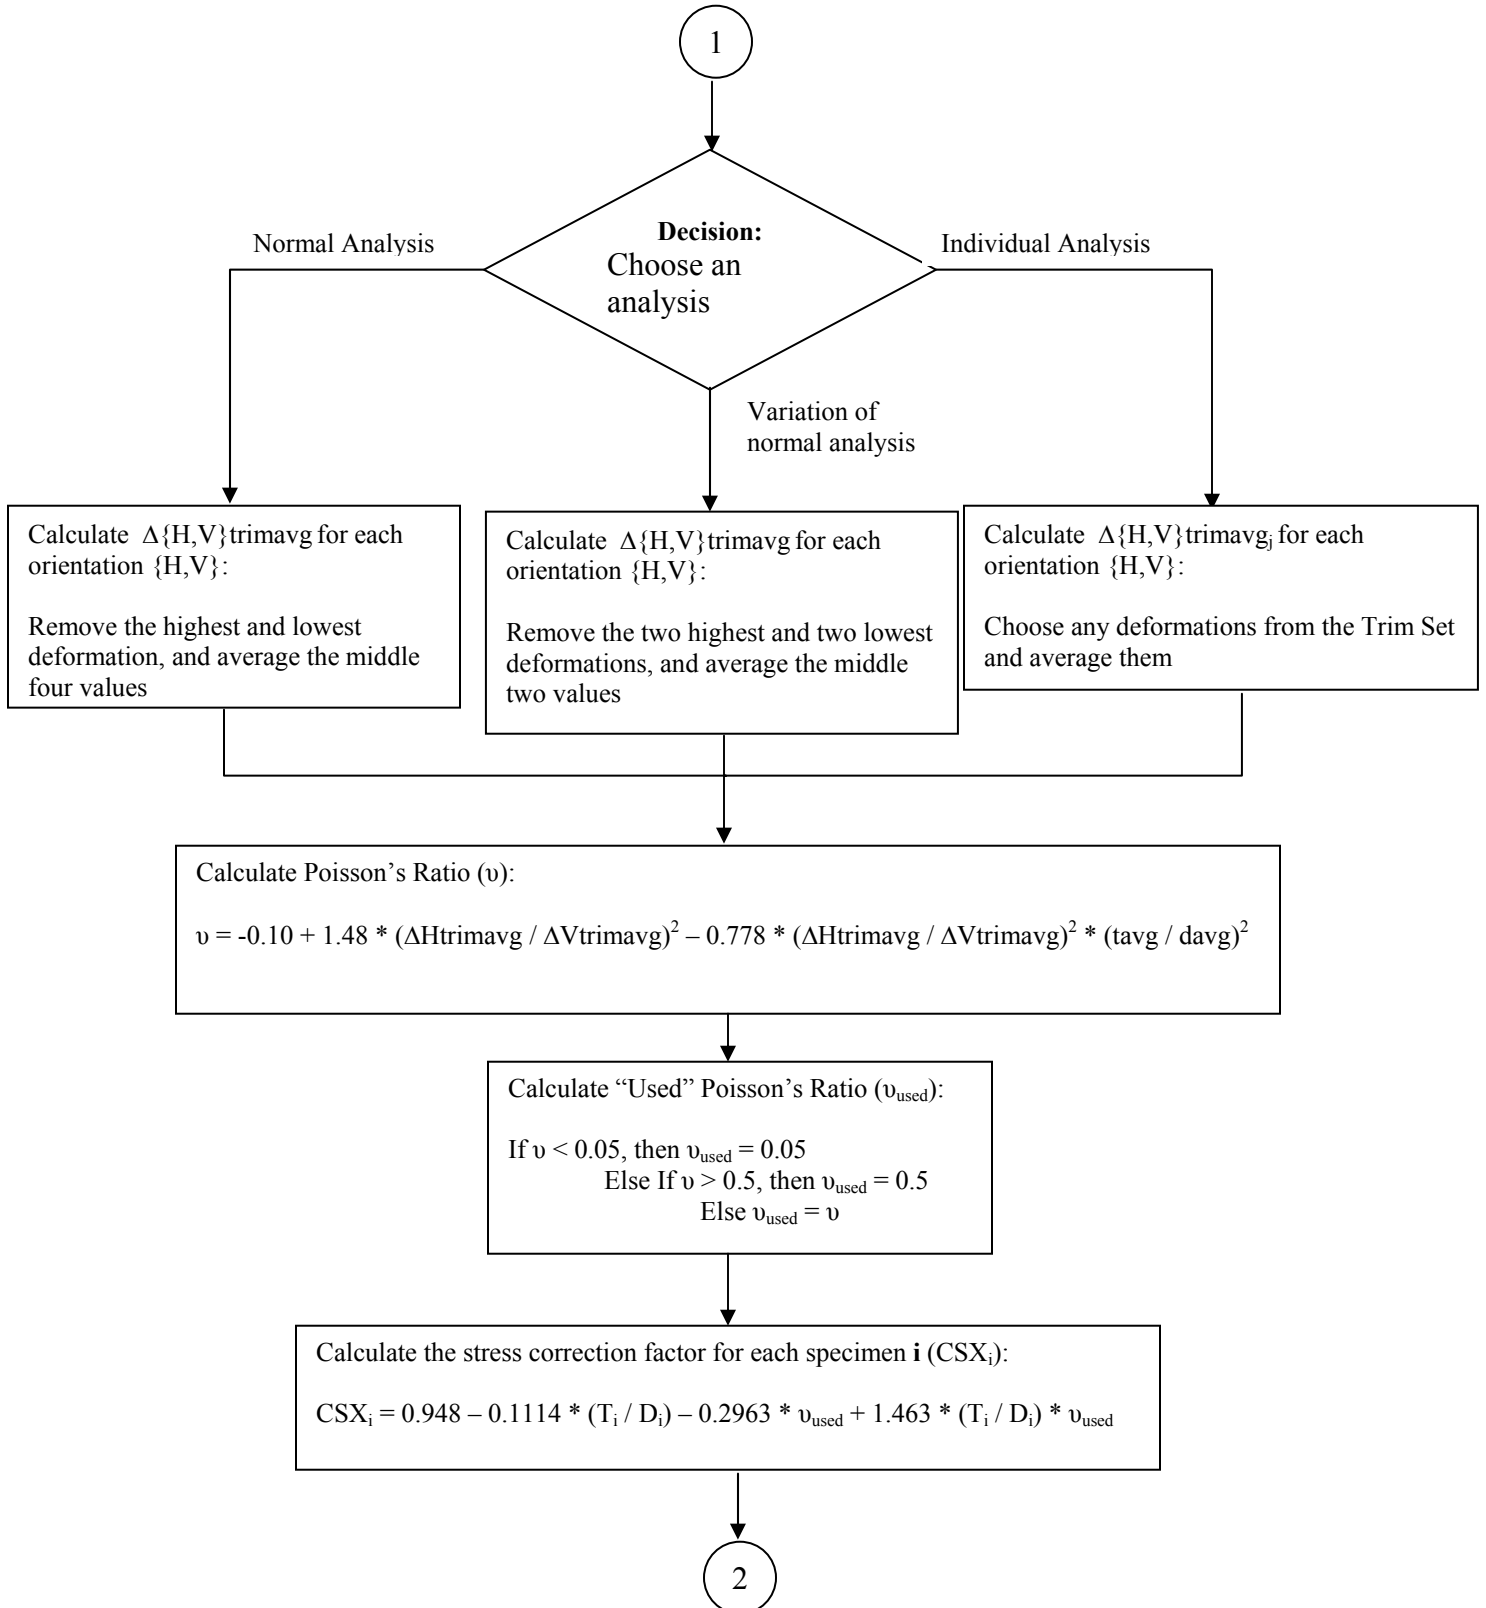 1
Decision:
Choose an
analysis
Normal Analysis
Individual Analysis
Variation of
normal analysis
Calculate Δ{H,V}trimavg for each
orientation {H,V}:
Remove the highest and lowest
deformation, and average the middle
four values
Calculate Δ{H,V}trimavg for each
orientation {H,V}:
Remove the two highest and two lowest
deformations, and average the middle
two values
Calculate Δ{H,V}trimavgⱼ for each
orientation {H,V}:
Choose any deformations from the Trim Set
and average them
Calculate Poisson’s Ratio (υ):
υ = -0.10 + 1.48 * (ΔHtrimavg / ΔVtrimavg)² – 0.778 * (ΔHtrimavg / ΔVtrimavg)² * (tavg / davg)²
Calculate “Used” Poisson’s Ratio (υused):
If υ < 0.05, then υused = 0.05
Else If υ > 0.5, then υused = 0.5
Else υused = υ
Calculate the stress correction factor for each specimen i (CSXᵢ):
CSXᵢ = 0.948 – 0.1114 * (Tᵢ / Dᵢ) – 0.2963 * υused + 1.463 * (Tᵢ / Dᵢ) * υused
2